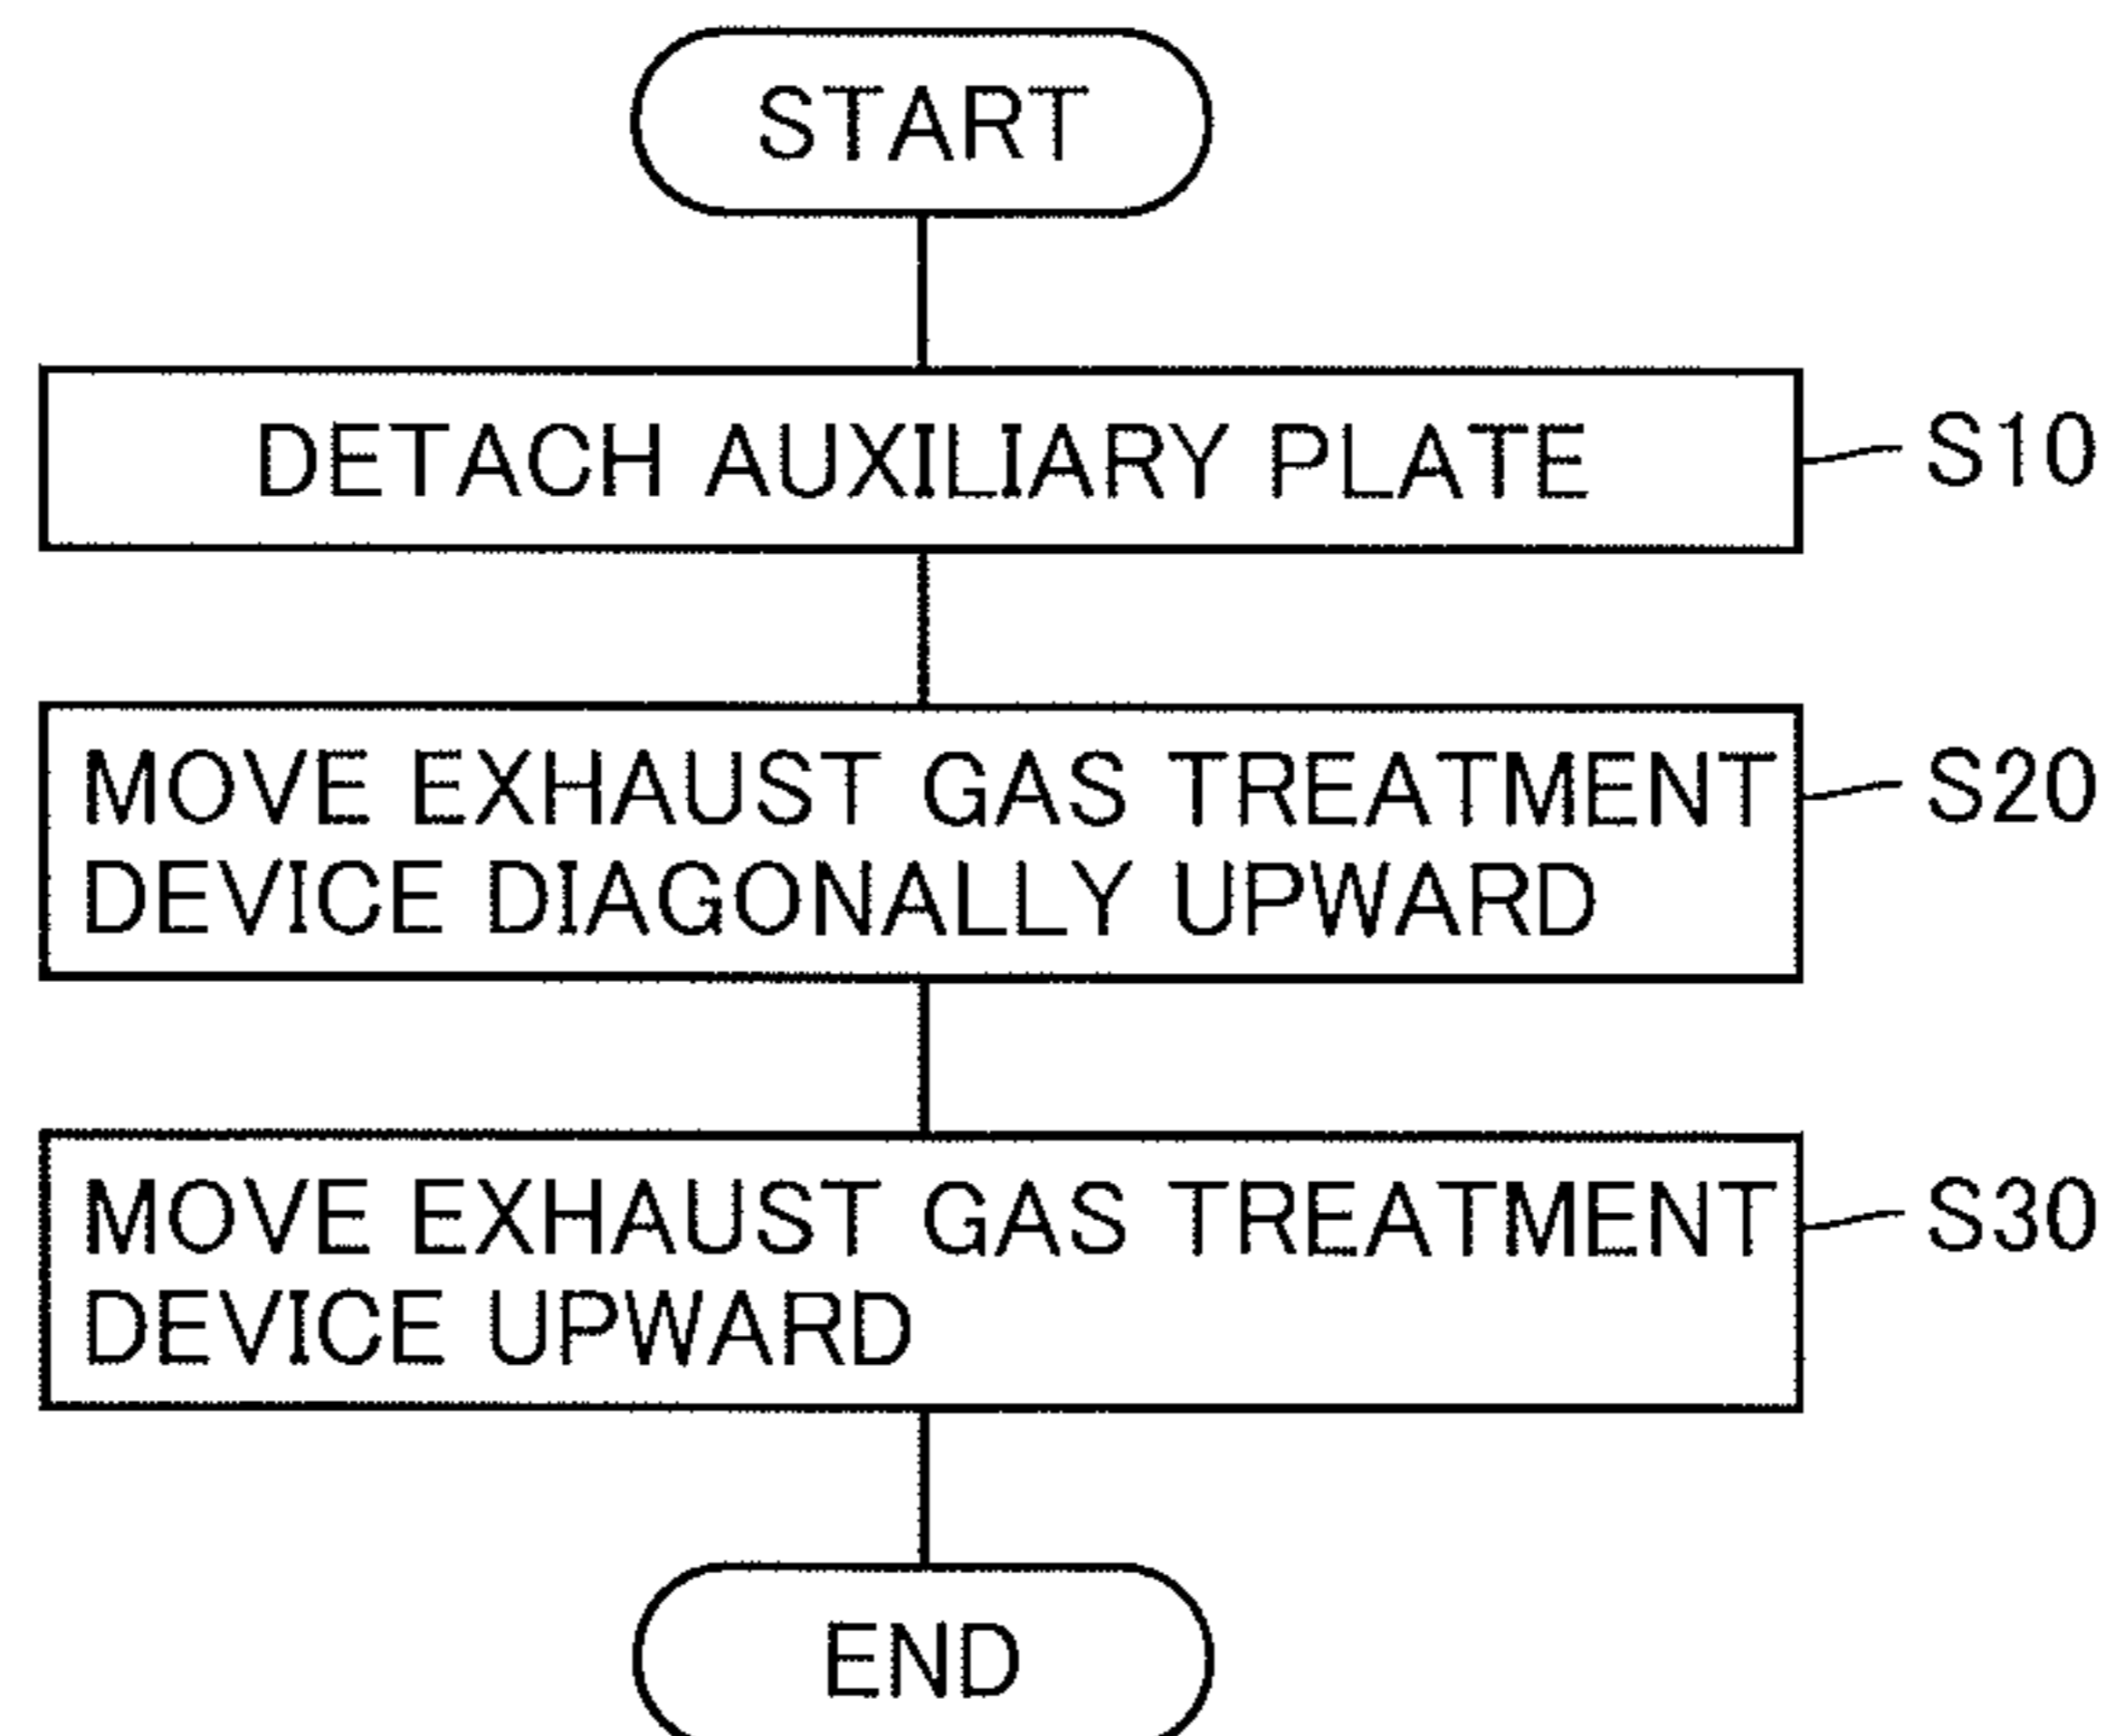 START
DETACH AUXILIARY PLATE
S10
MOVE EXHAUST GAS TREATMENT
S20
DEVICE DIAGONALLY UPWARD
MOVE EXHAUST GAS TREATMENT
S30
DEVICE UPWARD
END